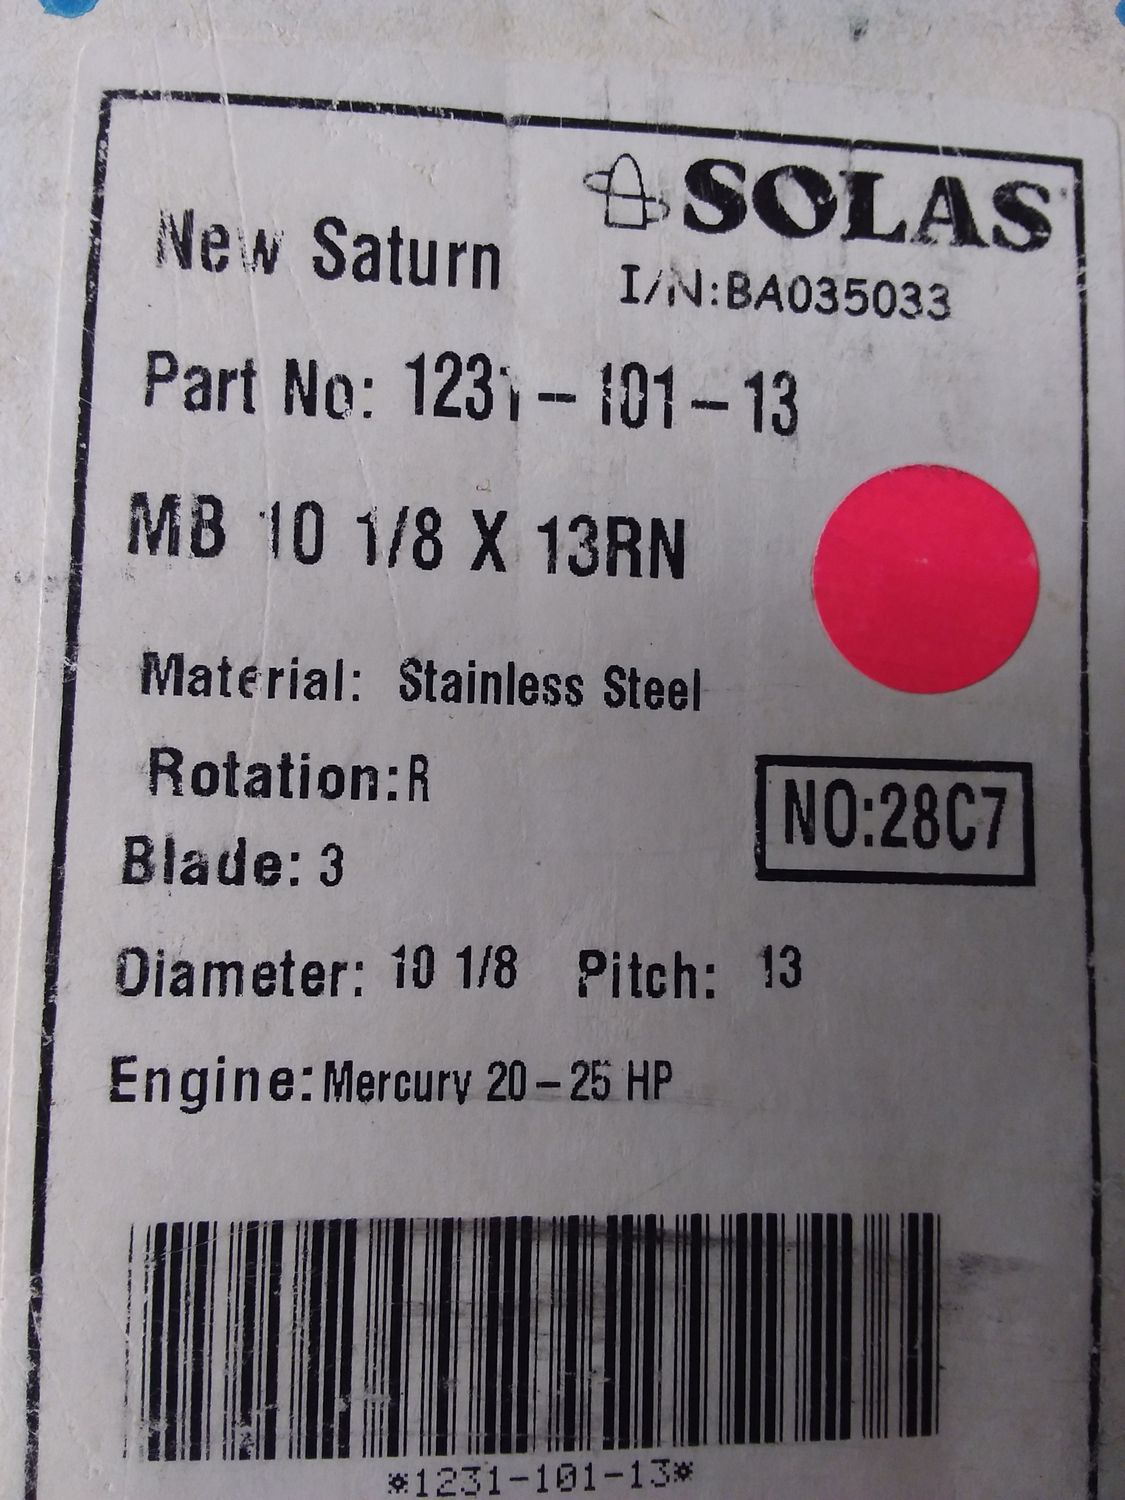 SOLAS
New Saturn
I/N:BA035033
Part No: 1231-101-13
MB 10 1/8 X 13RN
Material: Stainless Steel
Rotation:R
NO:28C7
Blade: 3
Diameter: 10 1/8 Pitch: 13
Engine:Mercury 20-25 HP
*1231-101-13*